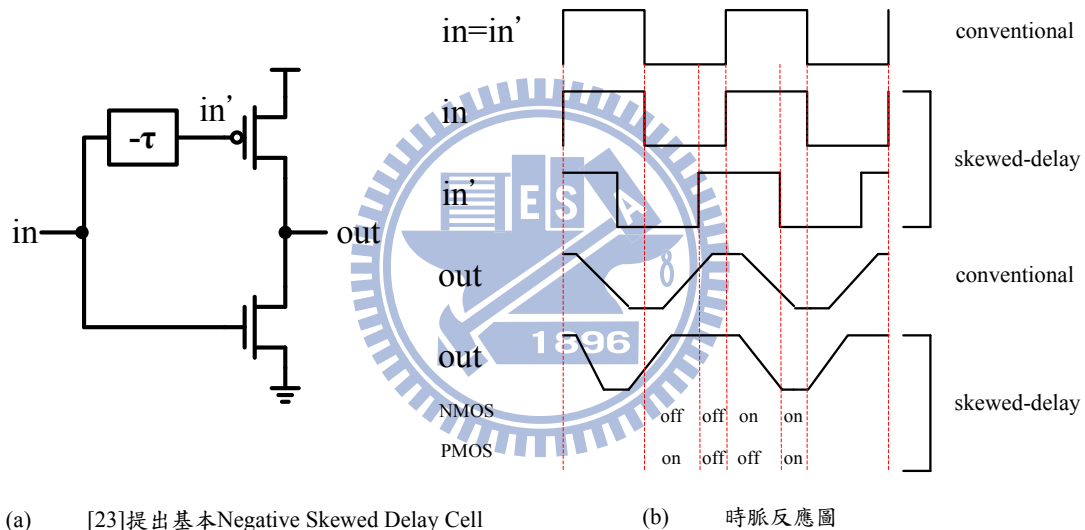 in=in’
conventional
in
in’
skewed-delay
in’
-τ
in
out
out
conventional
out
skewed-delay
ESA
8
1896
NMOS off off on on
PMOS on off off on
(a) [23]提出基本Negative Skewed Delay Cell
(b) 時脈反應圖